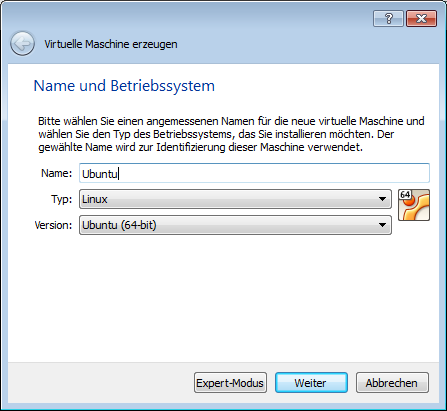 ?
Virtuelle Maschine erzeugen
Name und Betriebssystem
Bitte wählen Sie einen angemessenen Namen für die neue virtuelle Maschine und
wählen Sie den Typ des Betriebssystems, das Sie installieren möchten. Der
gewählte Name wird zur Identifizierung dieser Maschine verwendet.
Name: Ubuntu
Typ: Linux
64
Version: Ubuntu (64-bit)
Expert-Modus Weiter Abbrechen